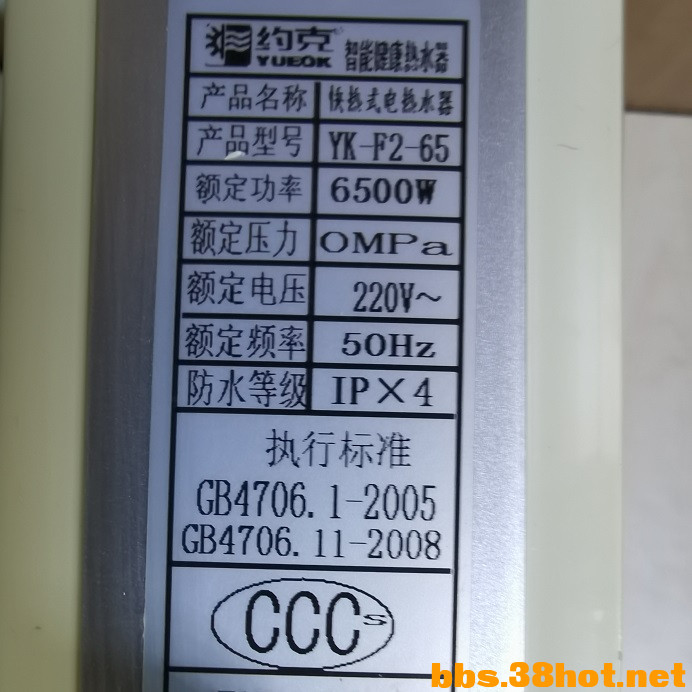 约克 YUEOK 智能健康热水器
产品名称 快热式电热水器
产品型号 YK-F2-65
额定功率 6500W
额定压力 0MPa
额定电压 220V~
额定频率 50Hz
防水等级 IP×4
执行标准
GB4706.1-2005
GB4706.11-2008
CCCS
bbs.38hot.net